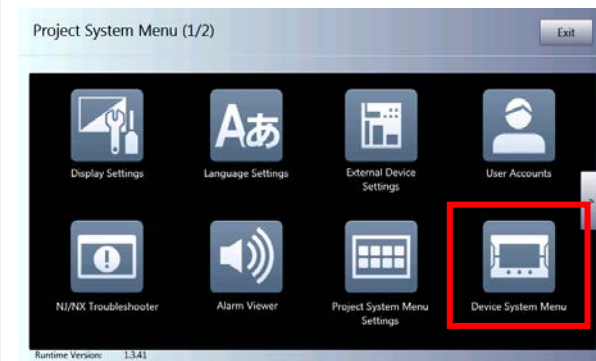 Project System Menu (1/2)
Exit
Aあ
Display Settings
Language Settings
External Device
Settings
User Accounts
>
NJ/NX Troubleshooter
Alarm Viewer
Project System Menu
Settings
Device System Menu
Runtime Version: 1.3.41